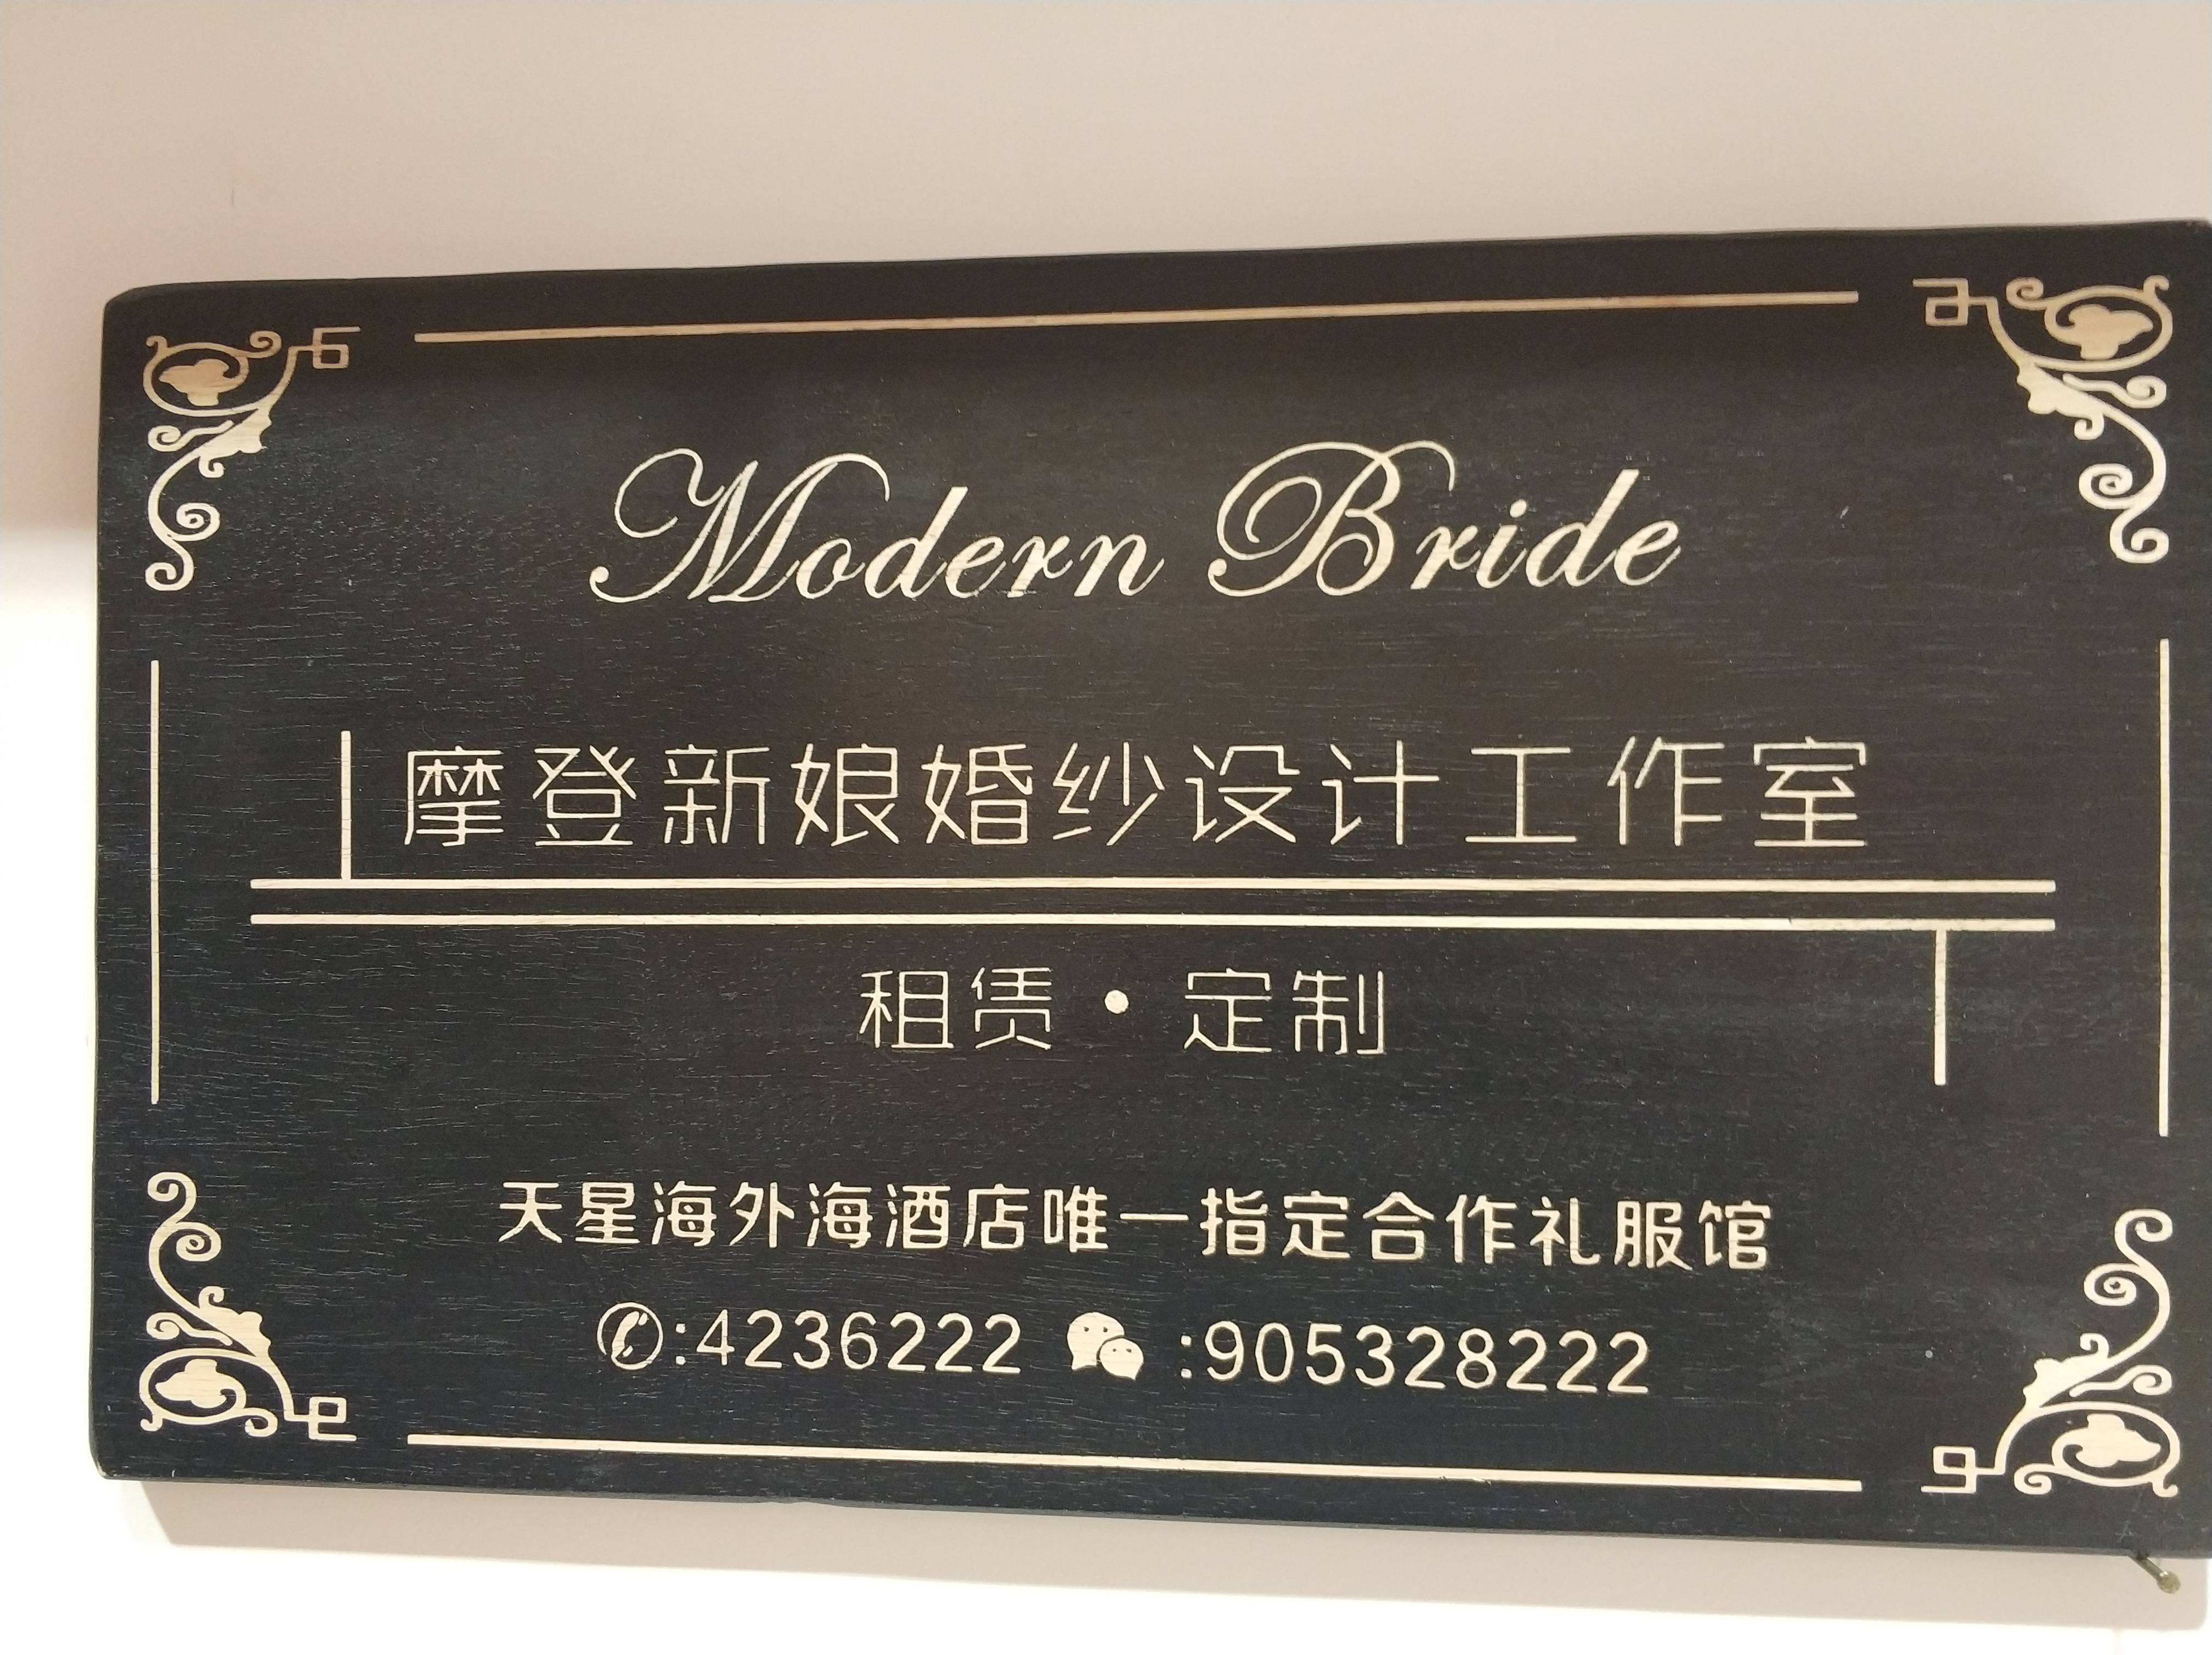 Modern Bride
摩登新娘婚纱设计工作室
租赁·定制
天星海外海酒店唯一指定合作礼服馆
✆:4236222 :905328222